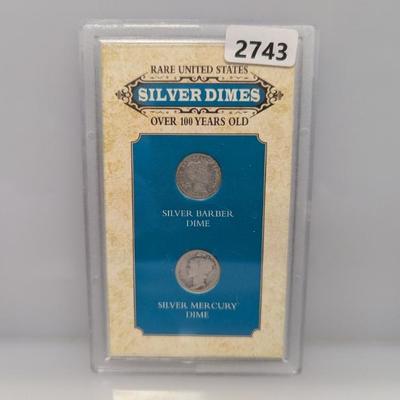 2743
RARE UNITED STATES
SILVER DIMES
OVER 100 YEARS OLD
SILVER BARBER
DIME
SILVER MERCURY
DIME